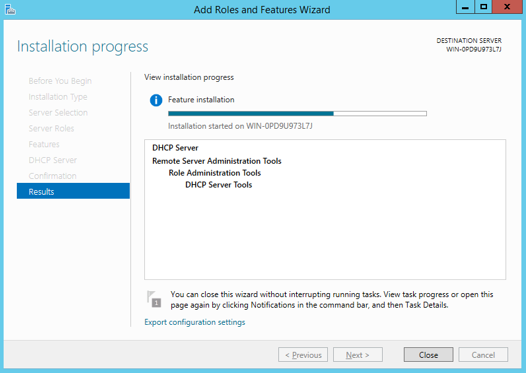 Add Roles and Features Wizard
Installation progress
DESTINATION SERVER
WIN-0PD9U973L7J
Before You Begin
Installation Type
Server Selection
Server Roles
Features
DHCP Server
Confirmation
Results
View installation progress
Feature installation
Installation started on WIN-0PD9U973L7J
DHCP Server
Remote Server Administration Tools
Role Administration Tools
DHCP Server Tools
1
You can close this wizard without interrupting running tasks. View task progress or open this
page again by clicking Notifications in the command bar, and then Task Details.
Export configuration settings
< Previous
Next >
Close
Cancel